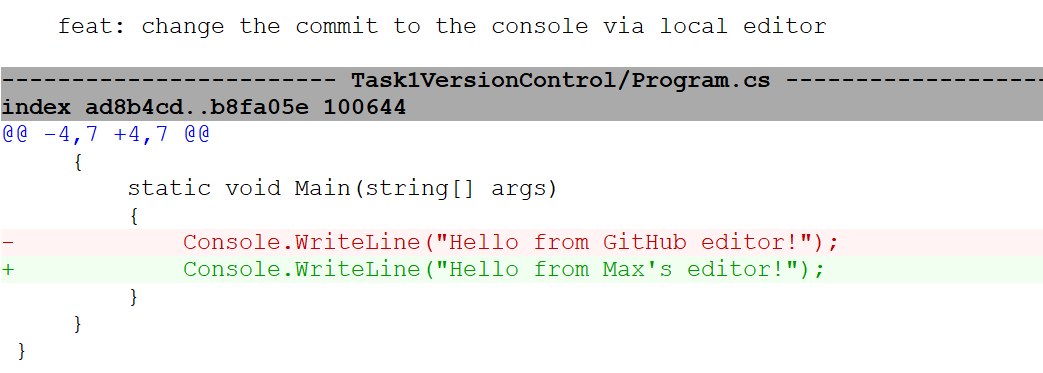 feat: change the commit to the console via local editor
------------------------ Task1VersionControl/Program.cs -------------------
index ad8b4cd..b8fa05e 100644
@@ -4,7 +4,7 @@
     {
         static void Main(string[] args)
         {
-            Console.WriteLine("Hello from GitHub editor!");
+            Console.WriteLine("Hello from Max's editor!");
         }
     }
 }